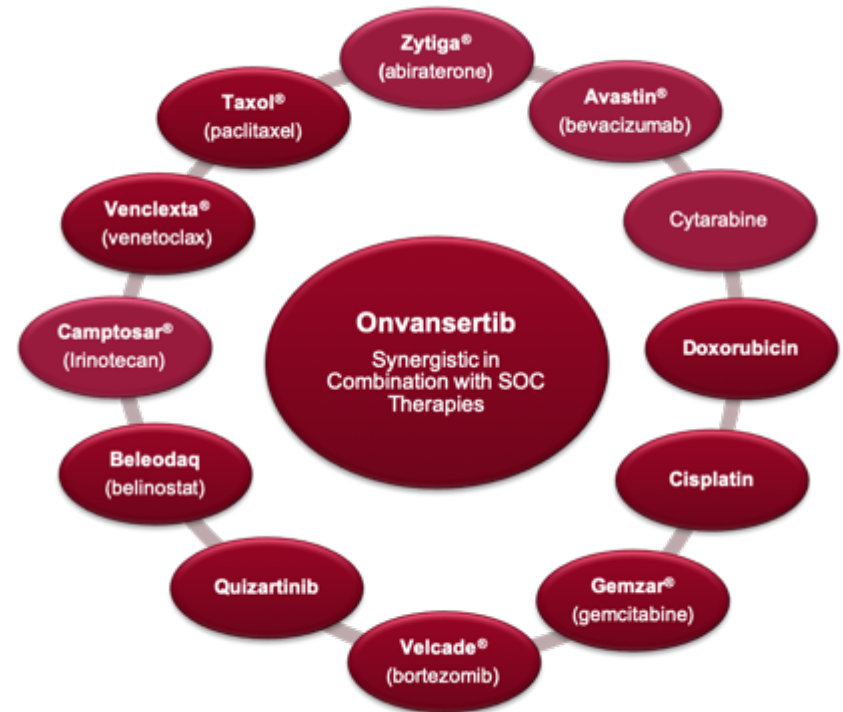 Zytiga®
(abiraterone)
Avastin®
(bevacizumab)
Cytarabine
Doxorubicin
Cisplatin
Gemzar®
(gemcitabine)
Velcade®
(bortezomib)
Quizartinib
Beleodaq
(belinostat)
Camptosar®
(Irinotecan)
Venclexta®
(venetoclax)
Taxol®
(paclitaxel)
Onvansertib
Synergistic in
Combination with SOC
Therapies